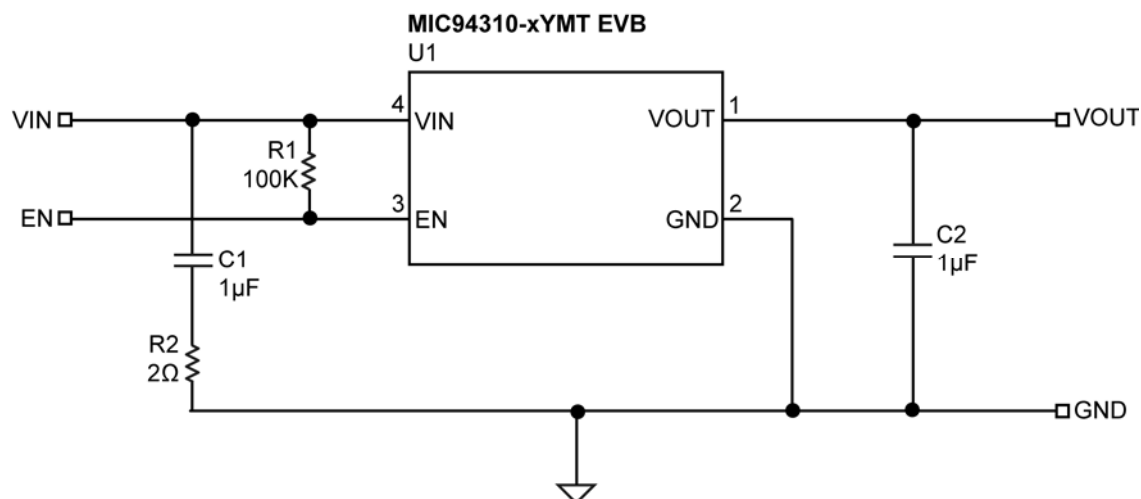 MIC94310-xYMT EVB
U1
VIN
4
VIN
VOUT
1
VOUT
R1
100K
EN
3
EN
GND
2
C1
1µF
C2
1µF
R2
2Ω
GND